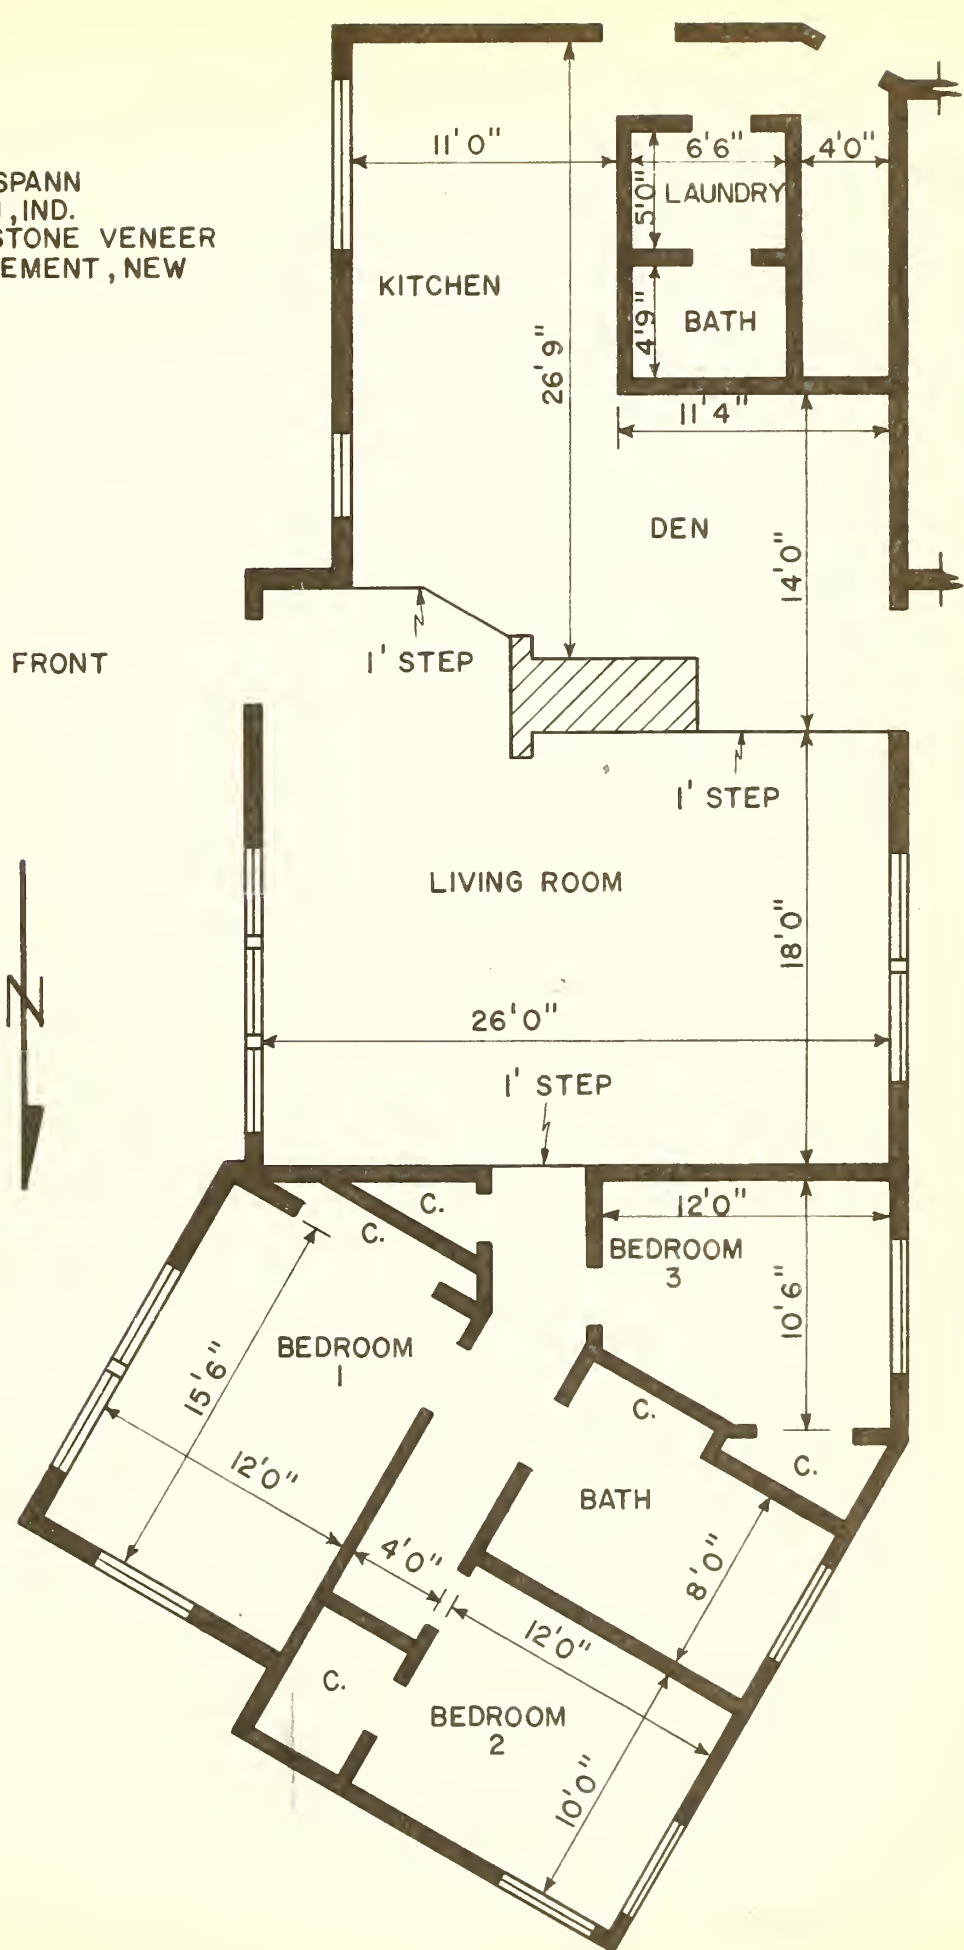 SPANN
, IND.
STONE VENEER
EMENT, NEW
11'0"
6'6"
4'0"
5'0"
LAUNDRY
KITCHEN
4'9"
BATH
26'9"
11'4"
DEN
14'0"
FRONT
1' STEP
1' STEP
LIVING ROOM
18'0"
N
26'0"
1' STEP
C.
C.
12'0"
BEDROOM
3
10'6"
BEDROOM
1
15'6"
C.
12'0"
C.
BATH
4'0"
8'0"
12'0"
C.
BEDROOM
2
10'0"